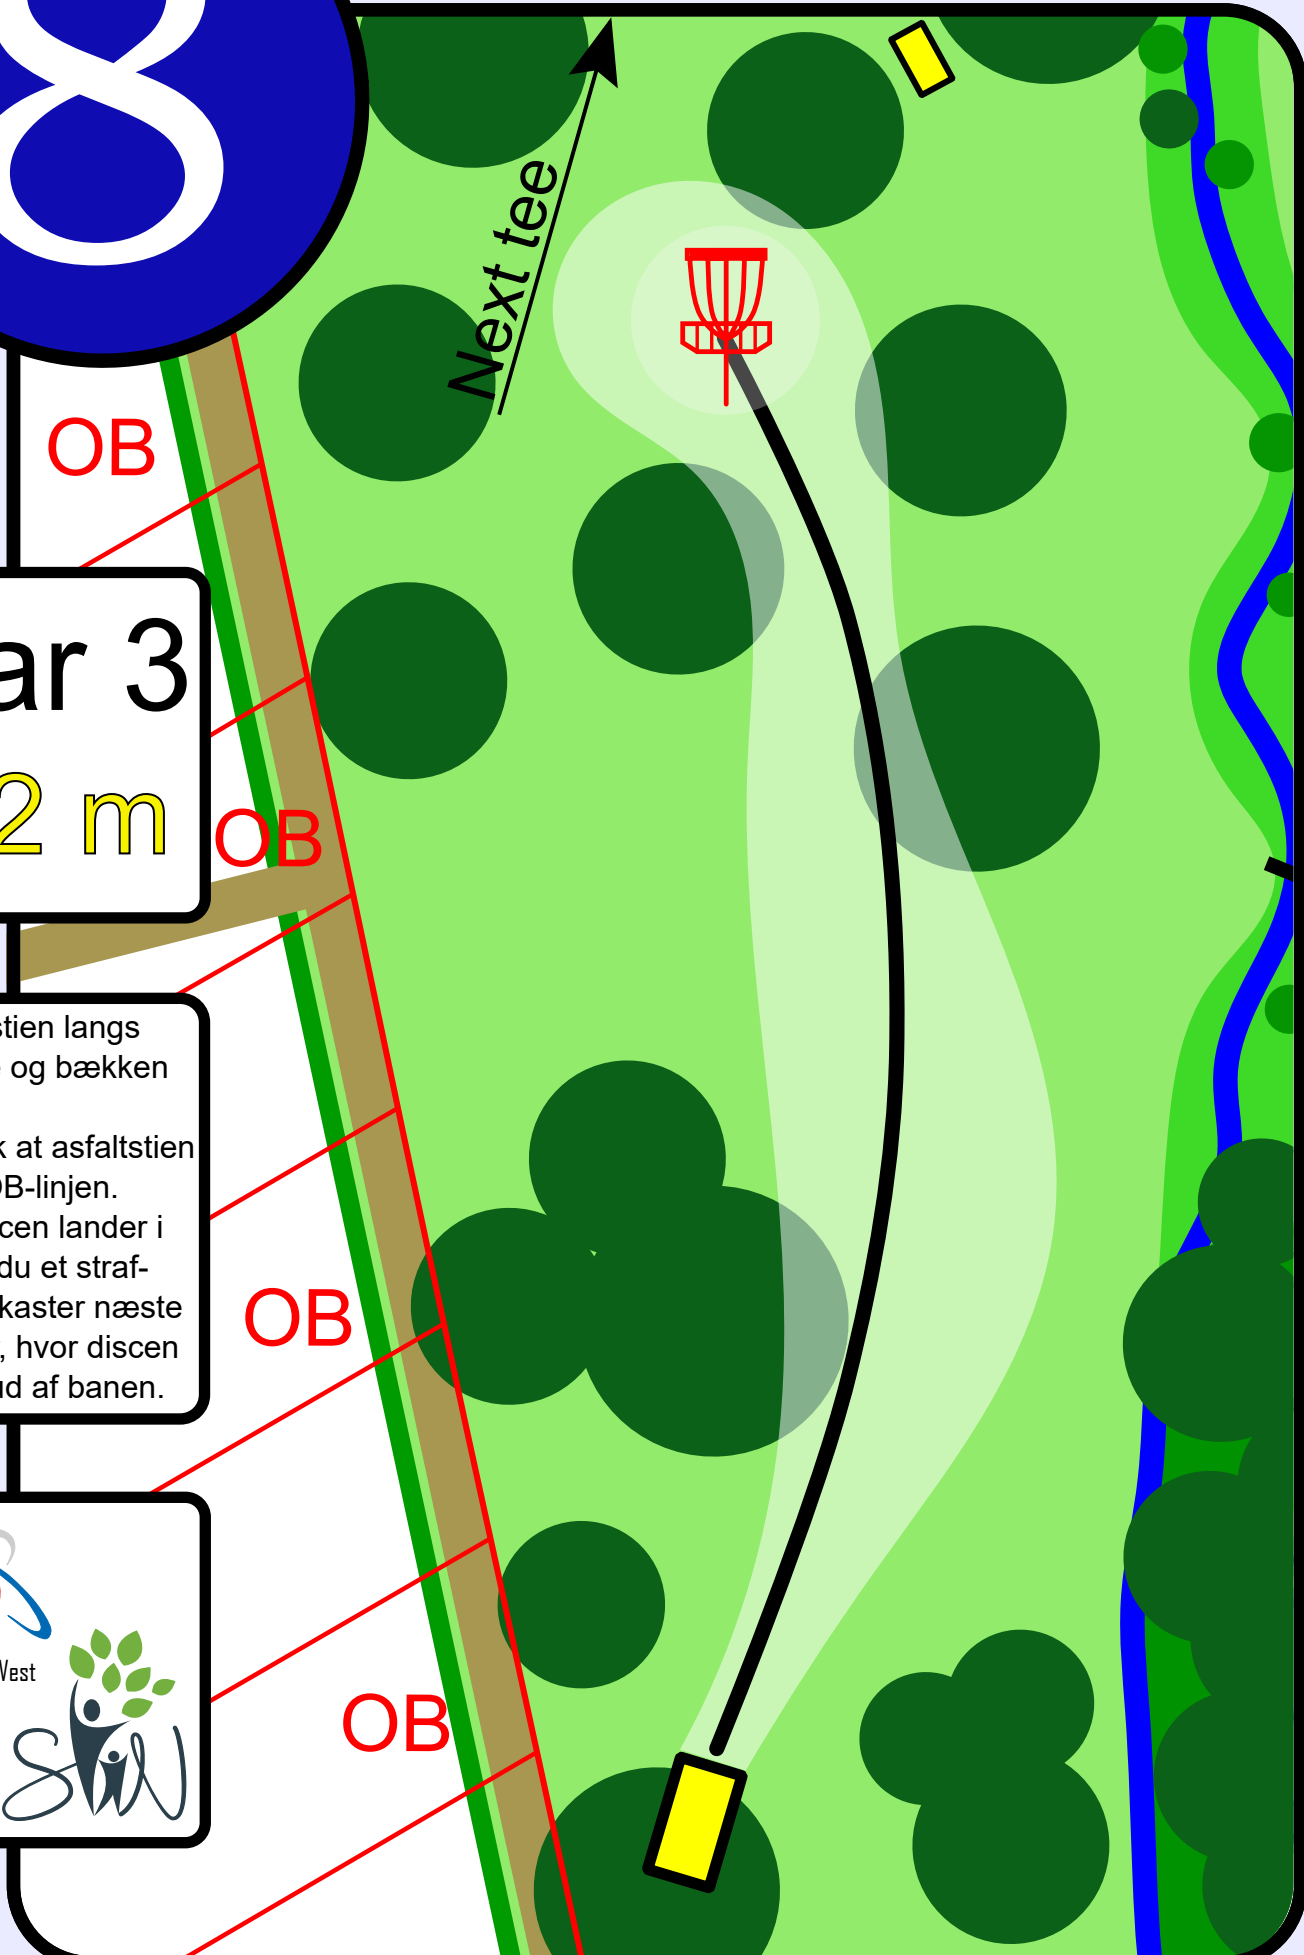 8
Next tee
OB
ar 3
2 m
OB
stien langs
og bækken
k at asfaltstien
OB-linjen.
cen lander i
du et straf-
kaster næste
, hvor discen
ud af banen.
OB
West
OB
SWN